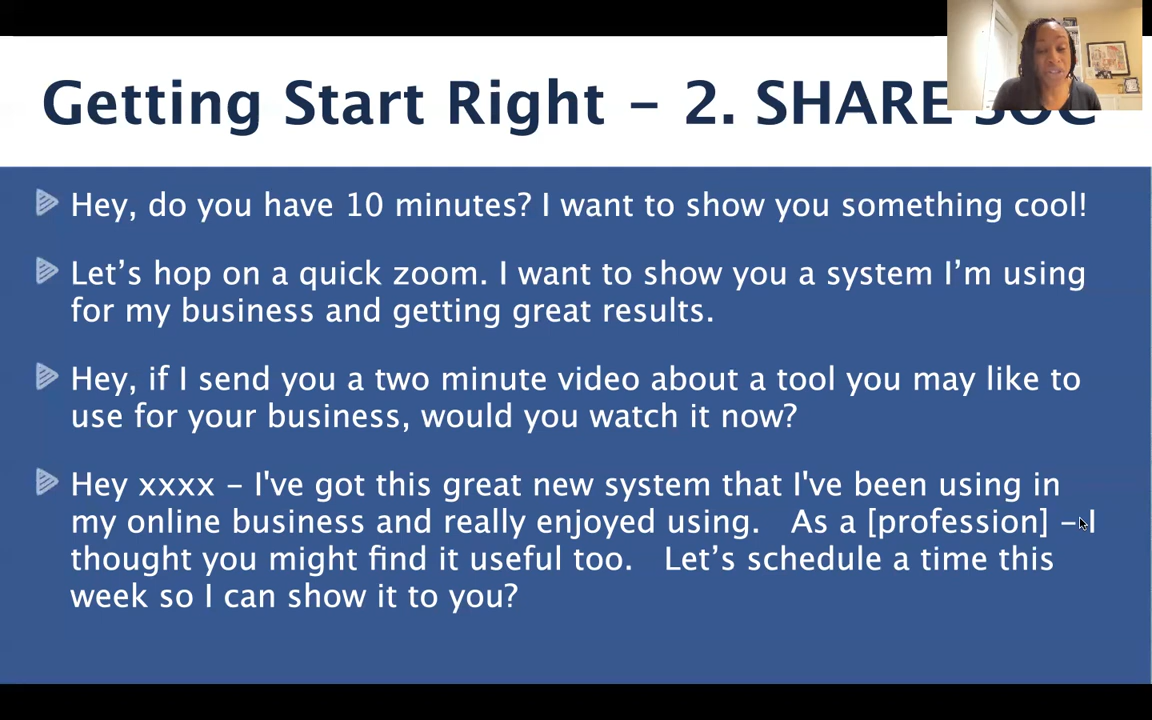 Getting Start Right - 2. SHARE SOC
Hey, do you have 10 minutes? I want to show you something cool!
Let’s hop on a quick zoom. I want to show you a system I’m using
for my business and getting great results.
Hey, if I send you a two minute video about a tool you may like to
use for your business, would you watch it now?
Hey xxxx - I've got this great new system that I've been using in
my online business and really enjoyed using. As a [profession] - I
thought you might find it useful too. Let’s schedule a time this
week so I can show it to you?